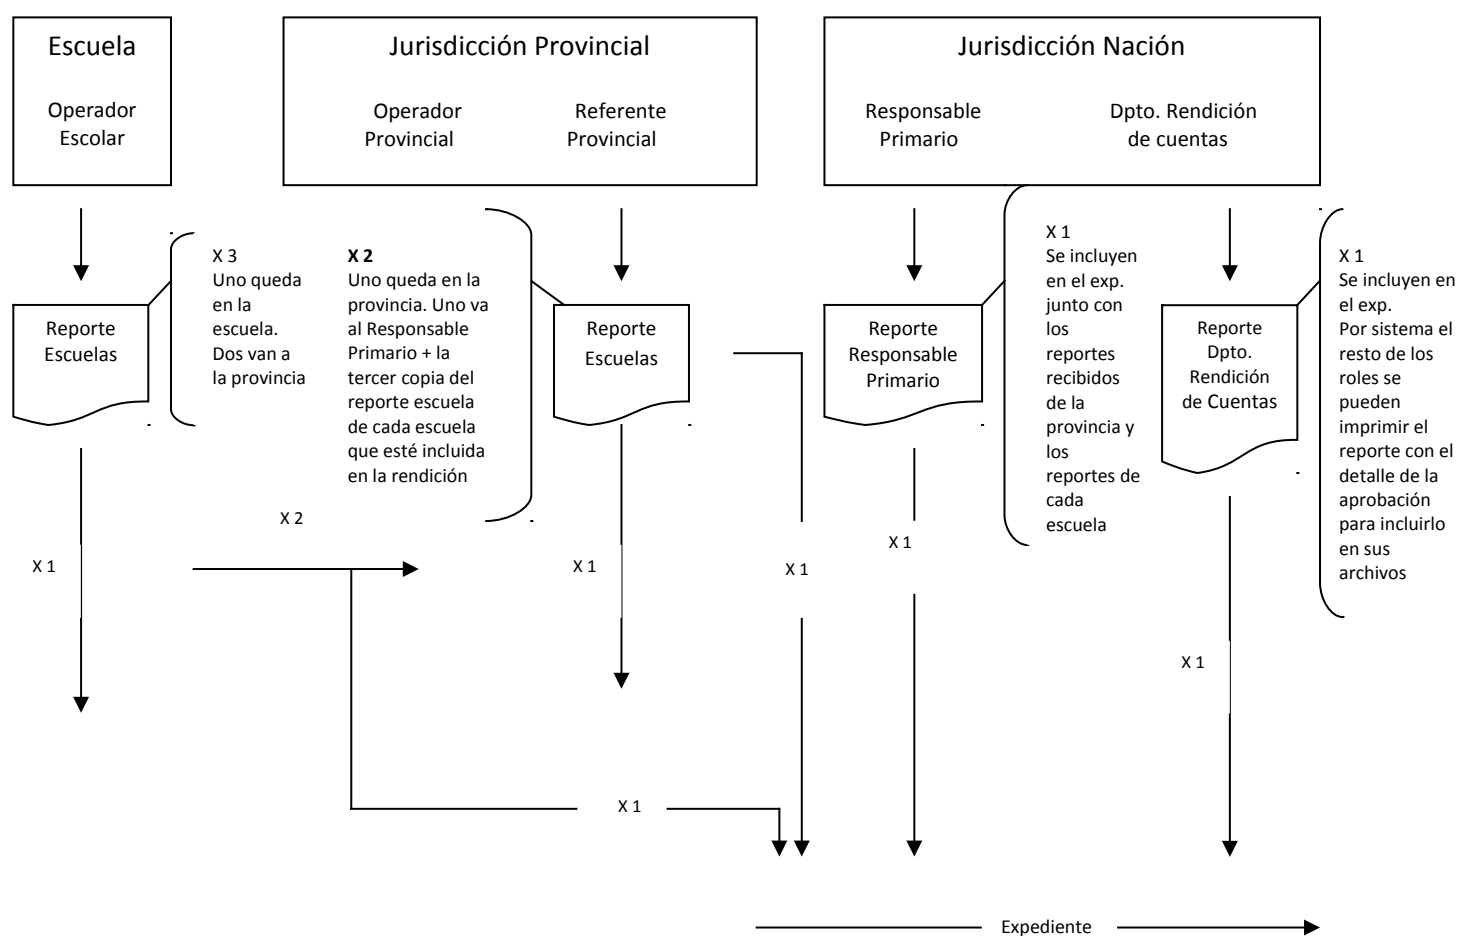 Escuela
Operador
Escolar
Jurisdicción Provincial
Operador
Provincial
Referente
Provincial
Jurisdicción Nación
Responsable
Primario
Dpto. Rendición
de cuentas
Reporte
Escuelas
X 3
Uno queda
en la
escuela.
Dos van a
la provincia
X 2
Uno queda en la
provincia. Uno va
al Responsable
Primario + la
tercer copia del
reporte escuela
de cada escuela
que esté incluida
en la rendición
Reporte
Escuelas
Reporte
Responsable
Primario
X 1
Se incluyen
en el exp.
junto con
los
reportes
recibidos
de la
provincia y
los
reportes de
cada
escuela
Reporte
Dpto.
Rendición
de Cuentas
X 1
Se incluyen en
el exp.
Por sistema el
resto de los
roles se
pueden
imprimir el
reporte con el
detalle de la
aprobación
para incluirlo
en sus
archivos
X 2
X 1
X 1
X 1
X 1
X 1
X 1
Expediente